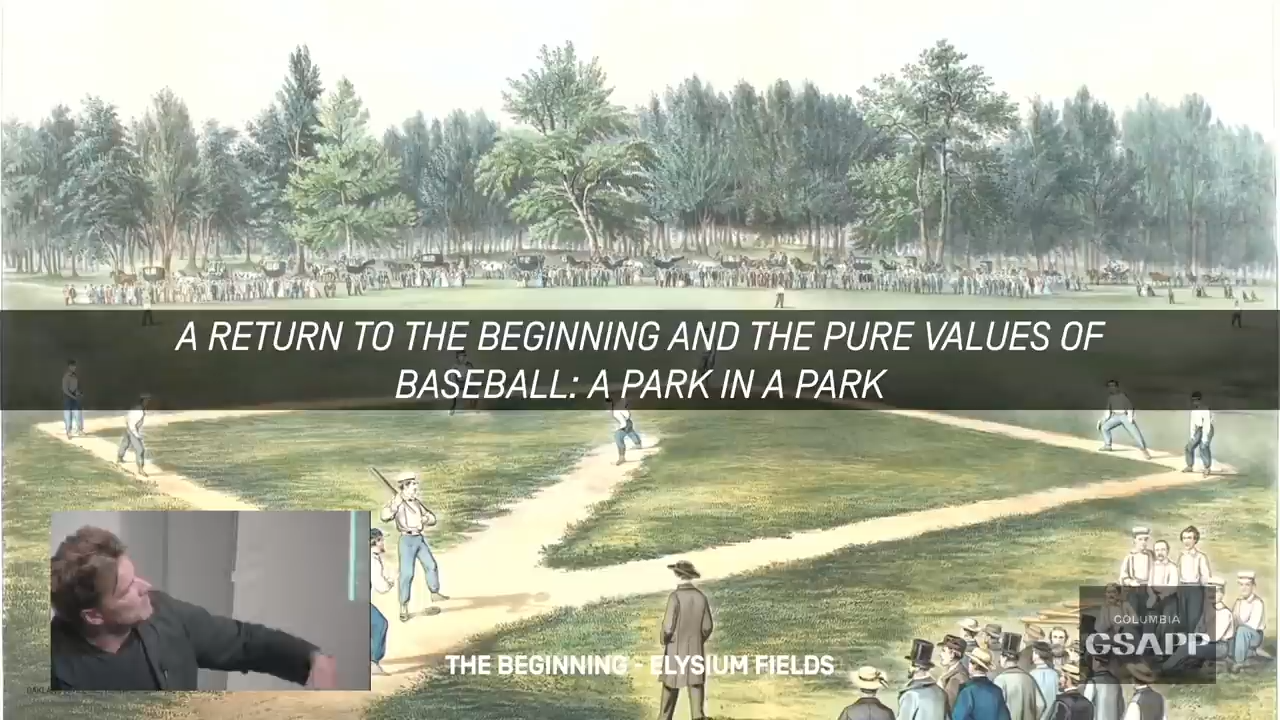 A RETURN TO THE BEGINNING AND THE PURE VALUES OF
BASEBALL: A PARK IN A PARK
COLUMBIA
GSAPP
THE BEGINNING - ELYSIUM FIELDS